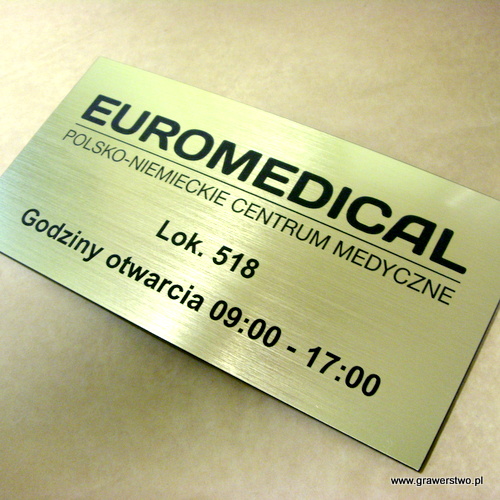 EUROMEDICAL
POLSKO-NIEMIECKIE CENTRUM MEDYCZNE
Lok. 518
Godziny otwarcia 09:00 - 17:00
www.grawerstwo.pl